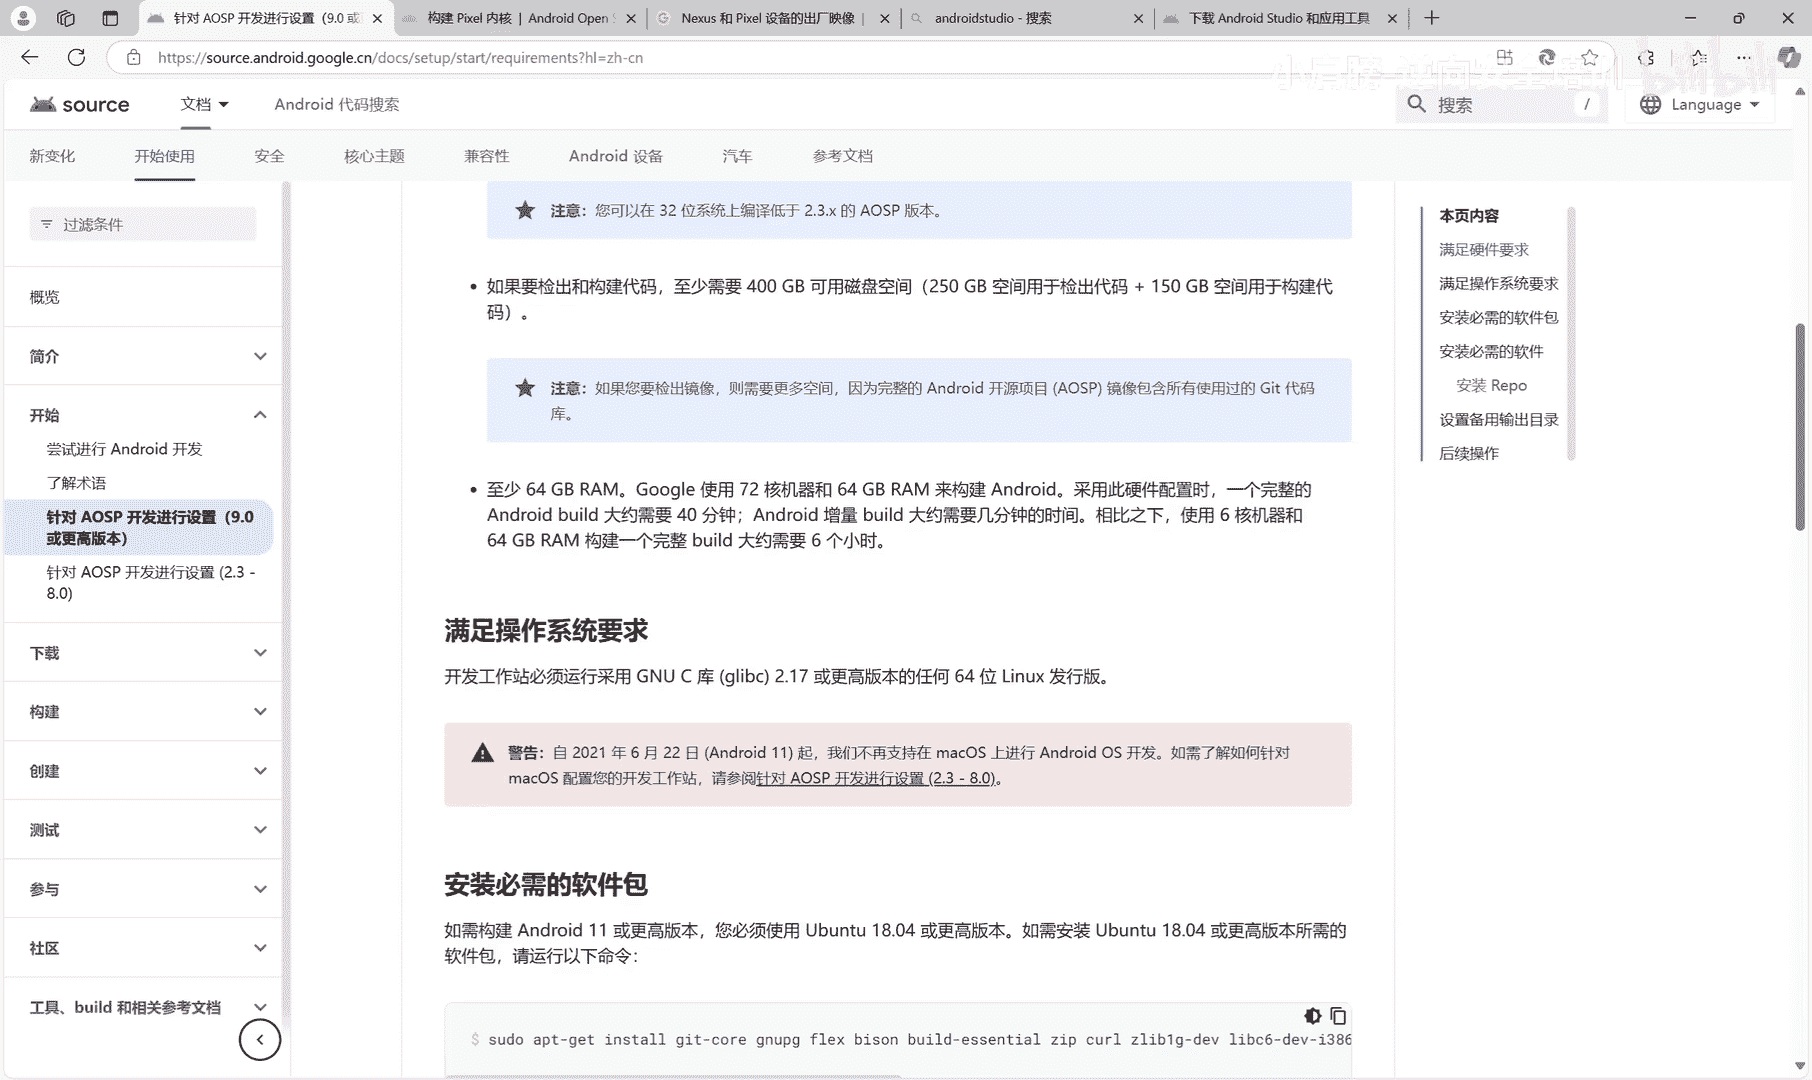 针对 AOSP 开发进行设置（9.0 或
构建 Pixel 内核 | Android Open S
Nexus 和 Pixel 设备的出厂映像 |
androidstudio - 搜索
下载 Android Studio 和应用工具
https://source.android.google.cn/docs/setup/start/requirements?hl=zh-cn
source
文档
Android 代码搜索
搜索
/
Language
新变化
开始使用
安全
核心主题
兼容性
Android 设备
汽车
参考文档
过滤条件
概览
简介
开始
尝试进行 Android 开发
了解术语
针对 AOSP 开发进行设置（9.0
或更高版本）
针对 AOSP 开发进行设置 (2.3 -
8.0)
下载
构建
创建
测试
参与
社区
工具、build 和相关参考文档
注意：您可以在 32 位系统上编译低于 2.3.x 的 AOSP 版本。
• 如果要检出和构建代码，至少需要 400 GB 可用磁盘空间（250 GB 空间用于检出代码 + 150 GB 空间用于构建代
码）。
注意：如果您要检出镜像，则需要更多空间，因为完整的 Android 开源项目 (AOSP) 镜像包含所有使用过的 Git 代码
库。
• 至少 64 GB RAM。Google 使用 72 核机器和 64 GB RAM 来构建 Android。采用此硬件配置时，一个完整的
Android build 大约需要 40 分钟；Android 增量 build 大约需要几分钟的时间。相比之下，使用 6 核机器和
64 GB RAM 构建一个完整 build 大约需要 6 个小时。
满足操作系统要求
开发工作站必须运行采用 GNU C 库 (glibc) 2.17 或更高版本的任何 64 位 Linux 发行版。
警告：自 2021 年 6 月 22 日 (Android 11) 起，我们不再支持在 macOS 上进行 Android OS 开发。如需了解如何针对
macOS 配置您的开发工作站，请参阅针对 AOSP 开发进行设置 (2.3 - 8.0)。
安装必需的软件包
如需构建 Android 11 或更高版本，您必须使用 Ubuntu 18.04 或更高版本。如需安装 Ubuntu 18.04 或更高版本所需的
软件包，请运行以下命令：
$ sudo apt-get install git-core gnupg flex bison build-essential zip curl zlib1g-dev libc6-dev-i386
本页内容
满足硬件要求
满足操作系统要求
安装必需的软件包
安装必需的软件
安装 Repo
设置备用输出目录
后续操作